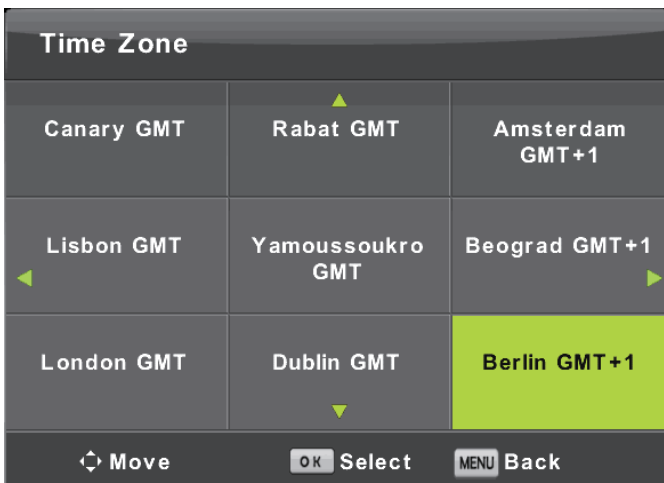 Time Zone
Canary GMT
Rabat GMT
Amsterdam
GMT+1
Lisbon GMT
Yamoussoukro
GMT
Beograd GMT+1
London GMT
Dublin GMT
Berlin GMT+1
Move
OK Select
MENU Back